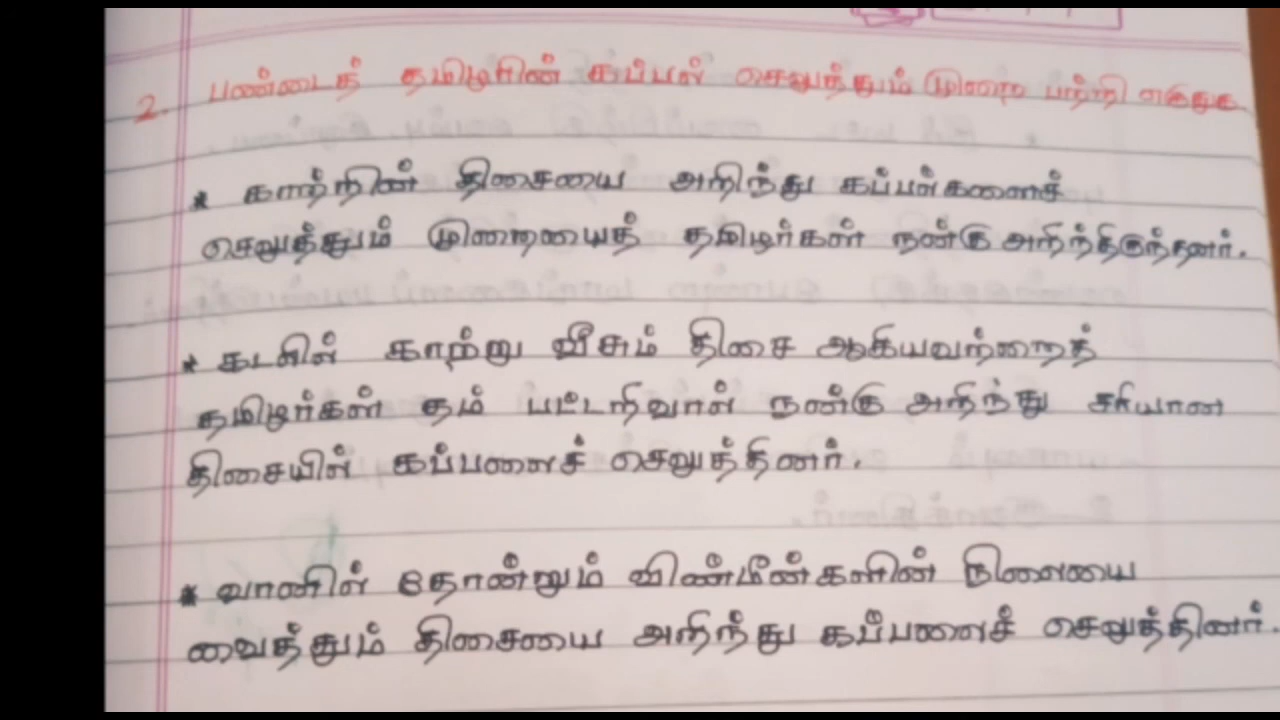 2. பண்டைத் தமிழரின் கப்பல் செலுத்தும் முறை பற்றி எழுதுக
* காற்றின் திசையை அறிந்து கப்பல்களைச்
செலுத்தும் முறையைத் தமிழர்கள் நன்கு அறிந்திருந்தனர்.
* கடலில் காற்று வீசும் திசை ஆகியவற்றைத்
தமிழர்கள் தம் பட்டறிவால் நன்கு அறிந்து சரியான
திசையில் கப்பலைச் செலுத்தினர்.
* வானில் தோன்றும் விண்மீன்களின் நிலையை
வைத்தும் திசையை அறிந்து கப்பலைச் செலுத்தினர்.